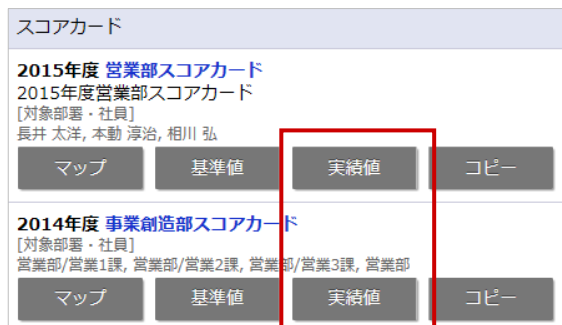 スコアカード
2015年度 営業部スコアカード
2015年度営業部スコアカード
[対象部署・社員]
長井 太洋, 本動 淳治, 相川 弘
マップ 基準値 実績値 コピー
2014年度 事業創造部スコアカード
[対象部署・社員]
営業部/営業1課, 営業部/営業2課, 営業部/営業3課, 営業部
マップ 基準値 実績値 コピー